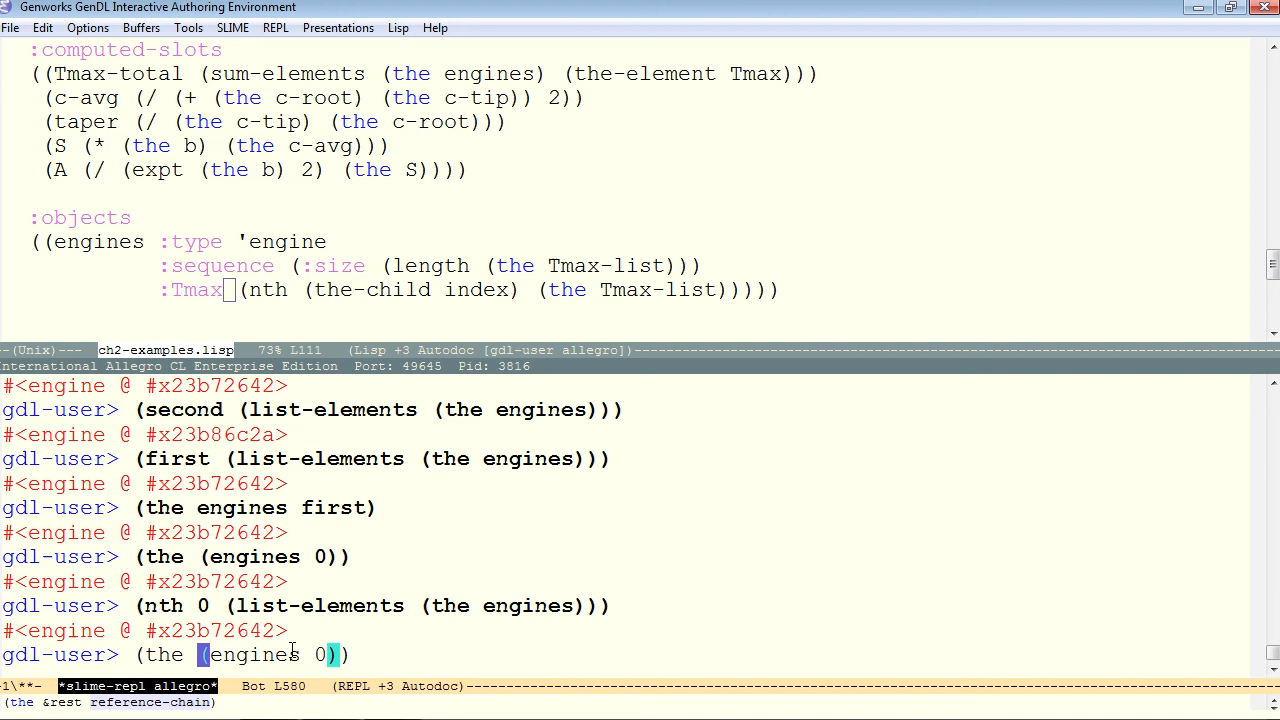 Genworks GenDL Interactive Authoring Environment
File Edit Options Buffers Tools SLIME REPL Presentations Lisp Help
:computed-slots
((Tmax-total (sum-elements (the engines) (the-element Tmax)))
(c-avg (/ (+ (the c-root) (the c-tip)) 2))
(taper (/ (the c-tip) (the c-root)))
(S (* (the b) (the c-avg)))
(A (/ (expt (the b) 2) (the S))))
:objects
((engines :type 'engine
:sequence (:size (length (the Tmax-list)))
:Tmax (nth (the-child index) (the Tmax-list)))))
--(Unix)--- ch2-examples.lisp 73% L111 (Lisp +3 Autodoc [gdl-user allegro])----------
International Allegro CL Enterprise Edition Port: 49645 Pid: 3816
#<engine @ #x23b72642>
gdl-user> (second (list-elements (the engines)))
#<engine @ #x23b86c2a>
gdl-user> (first (list-elements (the engines)))
#<engine @ #x23b72642>
gdl-user> (the engines first)
#<engine @ #x23b72642>
gdl-user> (the (engines 0))
#<engine @ #x23b72642>
gdl-user> (nth 0 (list-elements (the engines)))
#<engine @ #x23b72642>
gdl-user> (the (engines 0))
-1\**- *slime-repl allegro* Bot L580 (REPL +3 Autodoc)----------
(the &rest reference-chain)